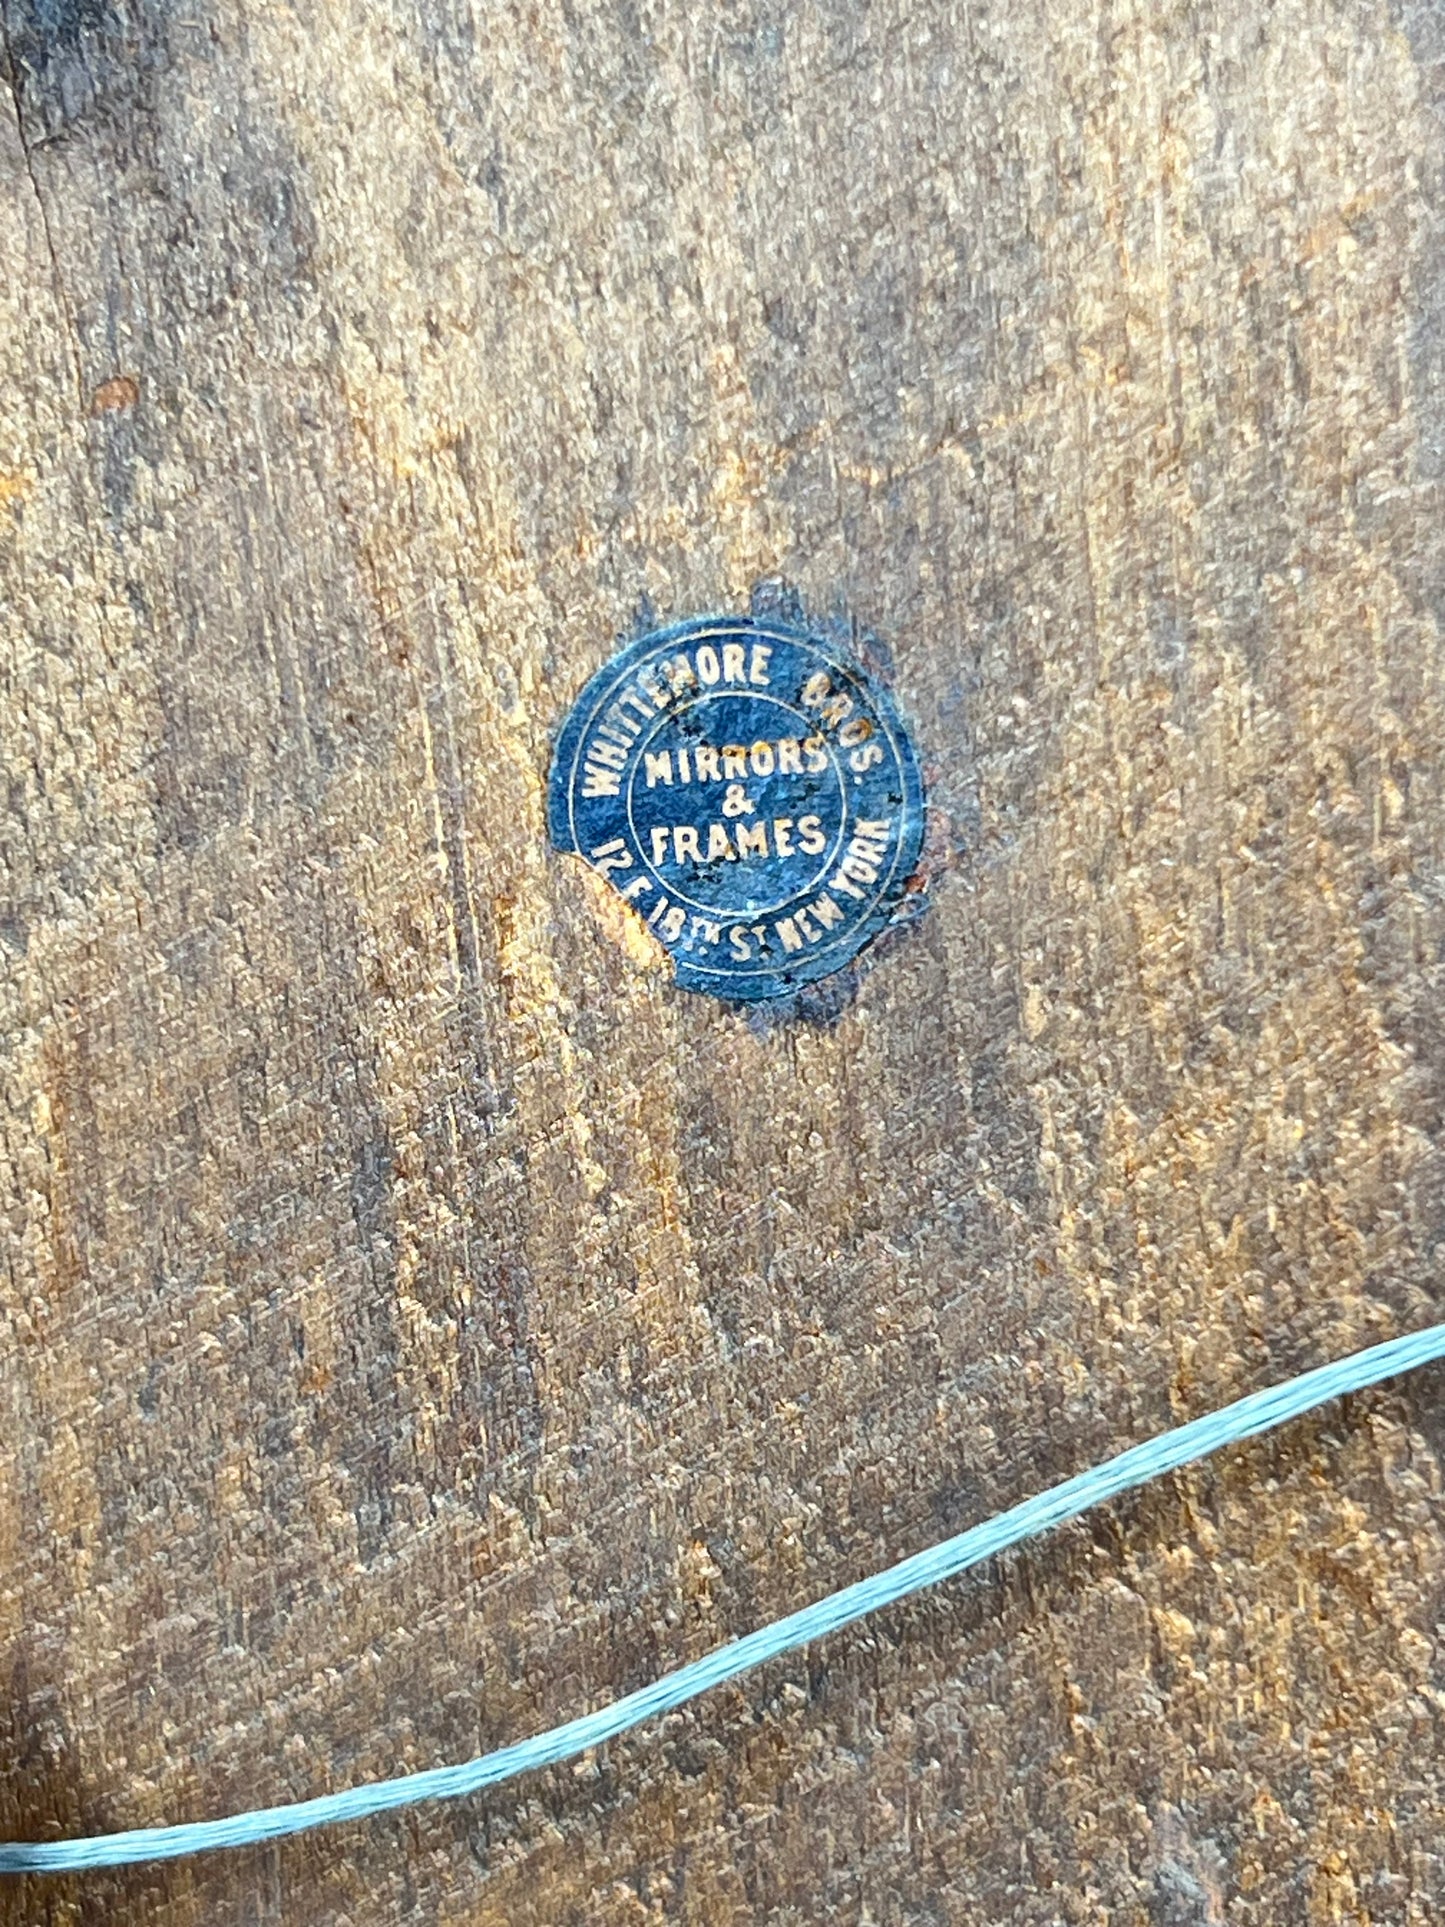 WHITTEMORE BROS.
MIRRORS
&
FRAMES
12 E 18TH ST. NEW YORK